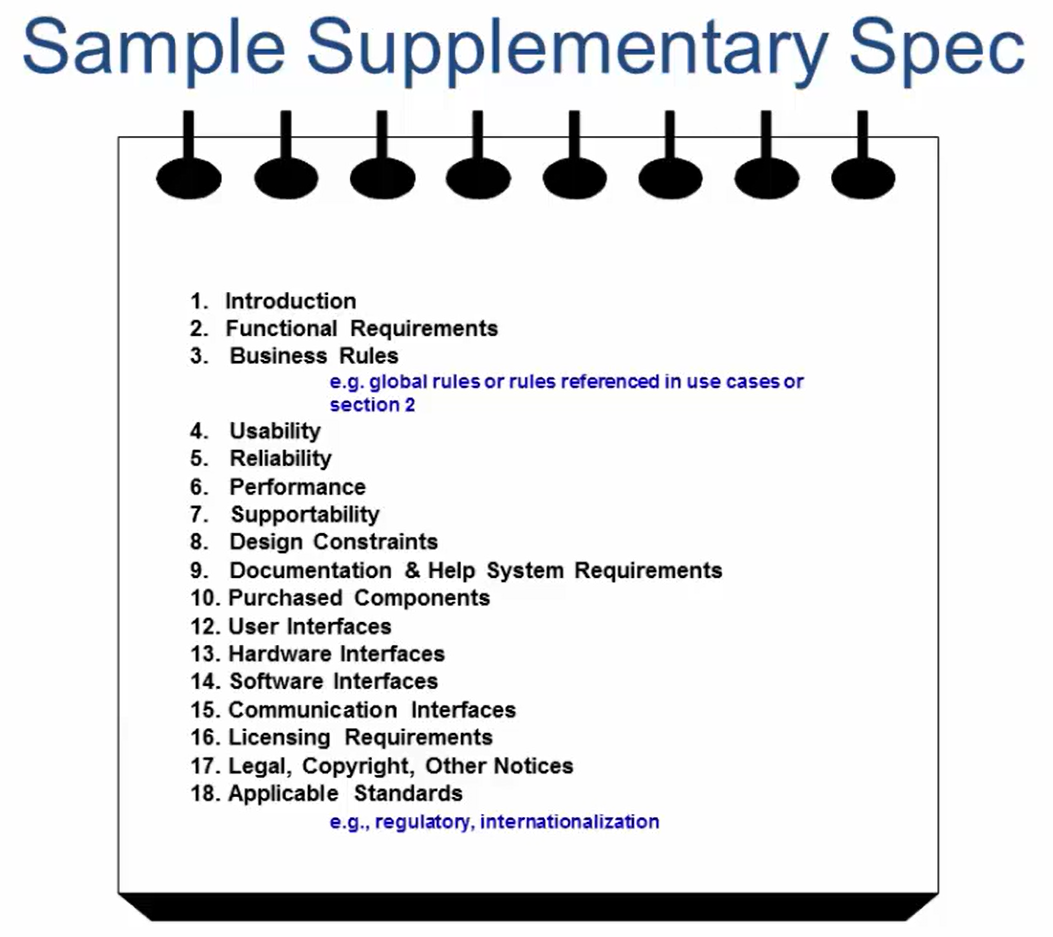 Sample Supplementary Spec
1. Introduction
2. Functional Requirements
3. Business Rules
e.g. global rules or rules referenced in use cases or
section 2
4. Usability
5. Reliability
6. Performance
7. Supportability
8. Design Constraints
9. Documentation & Help System Requirements
10. Purchased Components
12. User Interfaces
13. Hardware Interfaces
14. Software Interfaces
15. Communication Interfaces
16. Licensing Requirements
17. Legal, Copyright, Other Notices
18. Applicable Standards
e.g., regulatory, internationalization